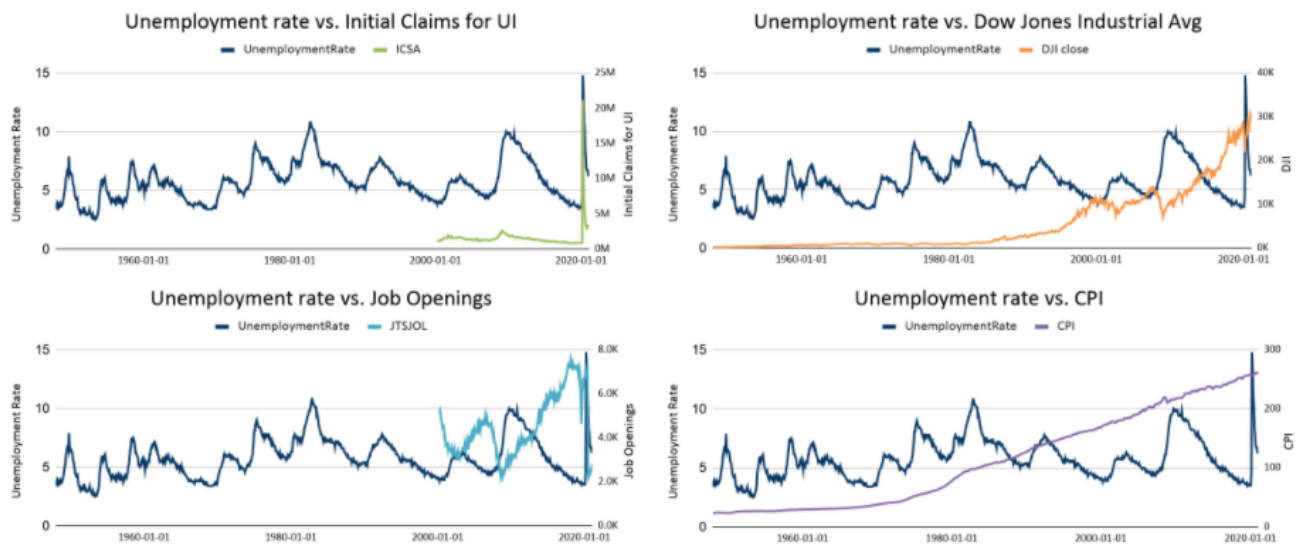 Unemployment rate vs. Initial Claims for UI
UnemploymentRate ICSA
Unemployment Rate
15
10
5
0
25M
20M
15M
10M
5M
0M
Initial Claims for UI
1960-01-01 1980-01-01 2000-01-01 2020-01-01
Unemployment rate vs. Dow Jones Industrial Avg
UnemploymentRate DJI close
Unemployment Rate
15
10
5
0
40K
30K
20K
10K
0K
DJI
1960-01-01 1980-01-01 2000-01-01 2020-01-01
Unemployment rate vs. Job Openings
UnemploymentRate JTSJOL
Unemployment Rate
15
10
5
0
8.0K
6.0K
4.0K
2.0K
0.0K
Job Openings
1960-01-01 1980-01-01 2000-01-01 2020-01-01
Unemployment rate vs. CPI
UnemploymentRate CPI
Unemployment Rate
15
10
5
0
300
200
100
0
CPI
1960-01-01 1980-01-01 2000-01-01 2020-01-01